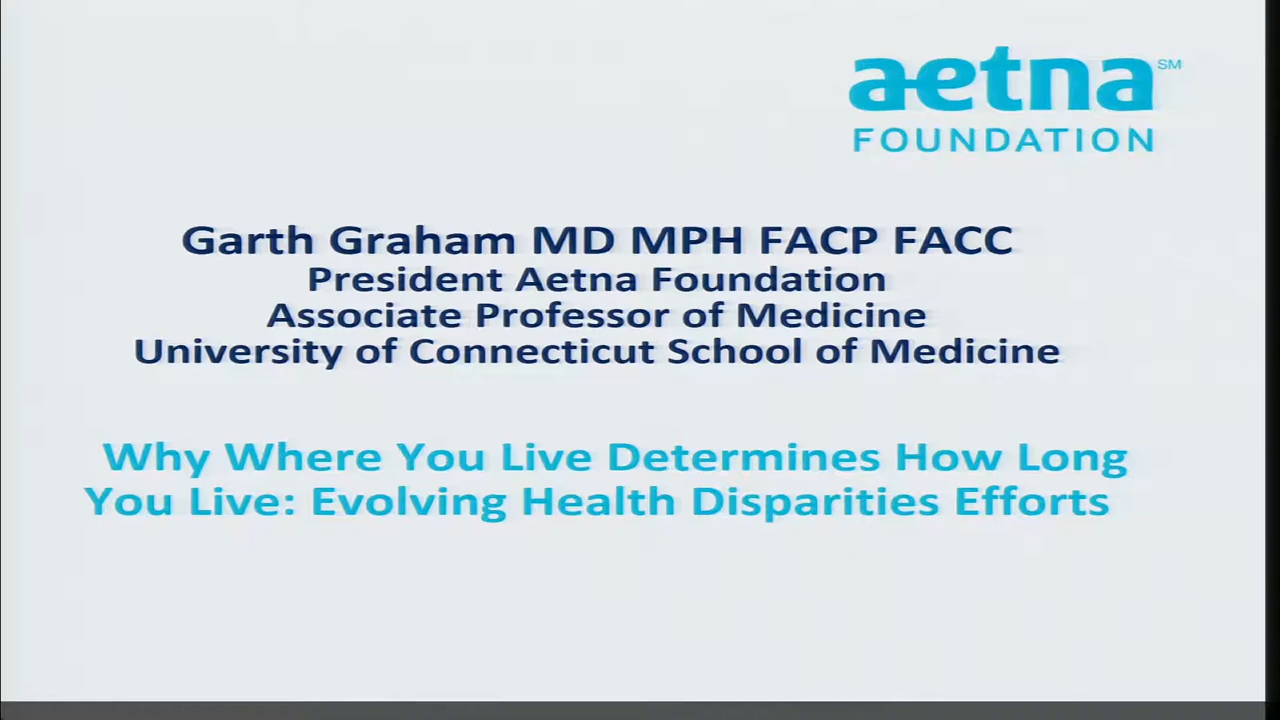 aetna SM
FOUNDATION
Garth Graham MD MPH FACP FACC
President Aetna Foundation
Associate Professor of Medicine
University of Connecticut School of Medicine
Why Where You Live Determines How Long
You Live: Evolving Health Disparities Efforts